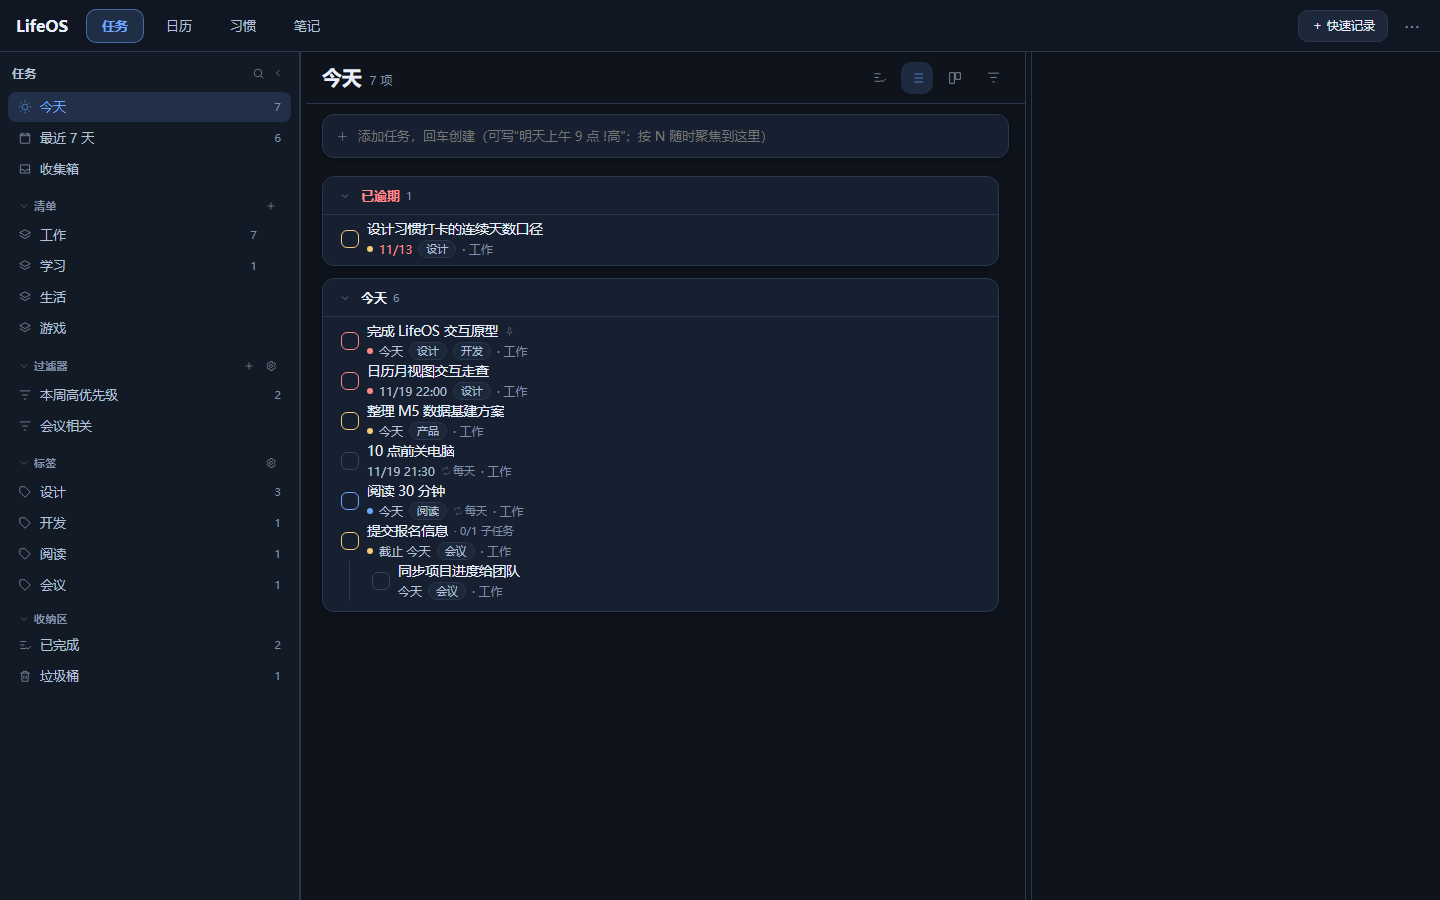 LifeOS 任务 日历 习惯 笔记 + 快速记录 ···
任务
今天 7
最近 7 天 6
收集箱
清单
工作 7
学习 1
生活
游戏
过滤器
本周高优先级 2
会议相关
标签
设计 3
开发 1
阅读 1
会议 1
收纳区
已完成 2
垃圾桶 1
今天 7 项
添加任务，回车创建（可写“明天上午 9 点 !高”；按 N 随时聚焦到这里）
已逾期 1
设计习惯打卡的连续天数口径
11/13 设计 · 工作
今天 6
完成 LifeOS 交互原型
今天 设计 开发 · 工作
日历月视图交互走查
11/19 22:00 设计 · 工作
整理 M5 数据基建方案
今天 产品 · 工作
10 点前关电脑
11/19 21:30 每天 · 工作
阅读 30 分钟
今天 阅读 每天 · 工作
提交报名信息 · 0/1 子任务
截止 今天 会议 · 工作
同步项目进度给团队
今天 会议 · 工作